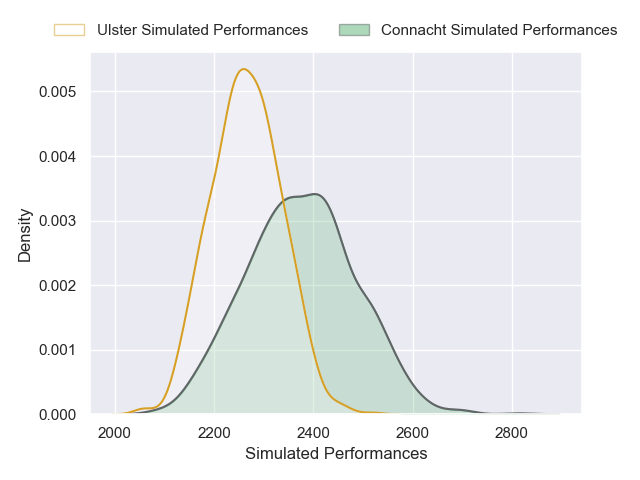 Ulster Simulated Performances Connacht Simulated Performances
0.005
0.004
0.003
0.002
0.001
0.000
Density
2000 2200 2400 2600 2800
Simulated Performances